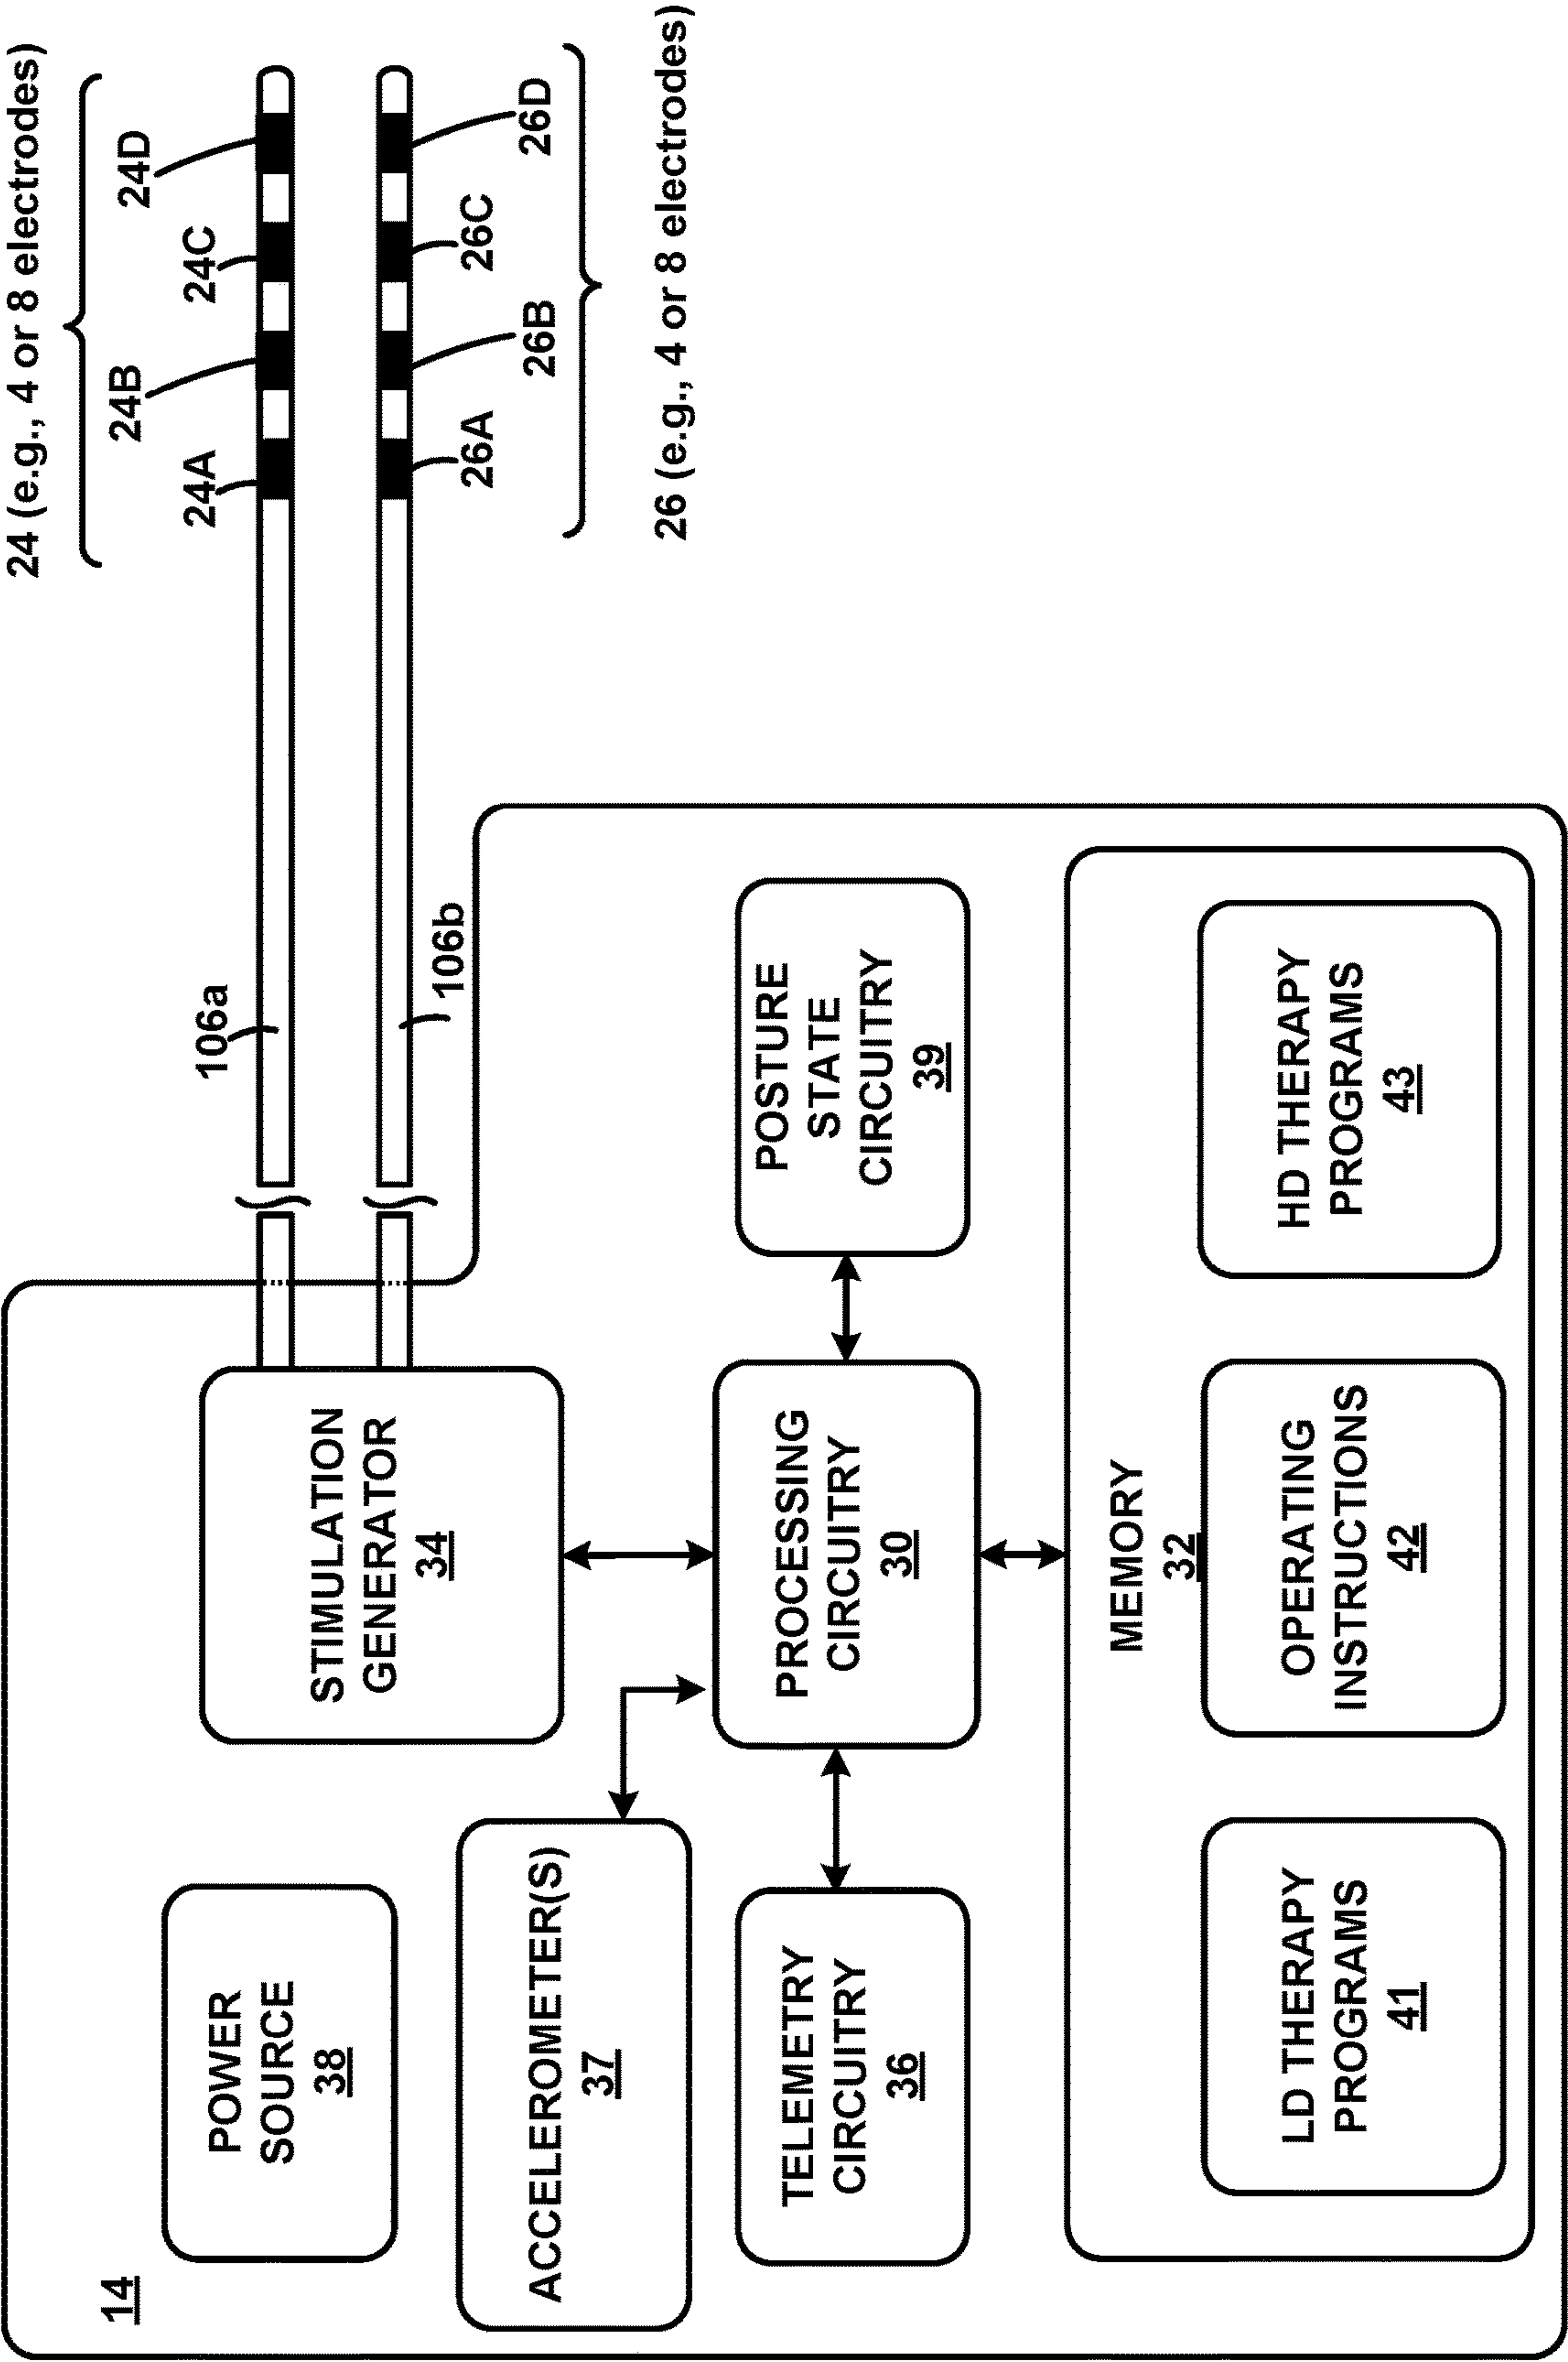 24 (e.g., 4 or 8 electrodes)
24A
24B
24C
24D
106a
106b
26A
26B
26C
26D
26 (e.g., 4 or 8 electrodes)
14
POWER
SOURCE
38
STIMULATION
GENERATOR
34
ACCELEROMETER(S)
37
TELEMETRY
CIRCUITRY
36
PROCESSING
CIRCUITRY
30
POSTURE
STATE
CIRCUITRY
39
MEMORY
32
LD THERAPY
PROGRAMS
41
OPERATING
INSTRUCTIONS
42
HD THERAPY
PROGRAMS
43